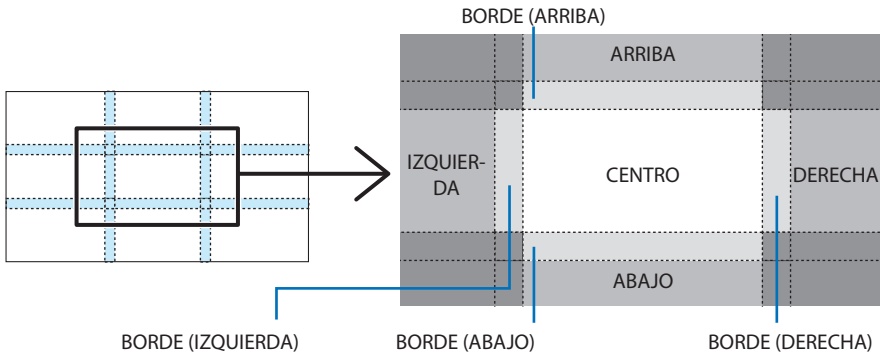 BORDE (ARRIBA)
ARRIBA
IZQUIER-
DA
CENTRO
DERECHA
ABAJO
BORDE (IZQUIERDA)
BORDE (ABAJO)
BORDE (DERECHA)